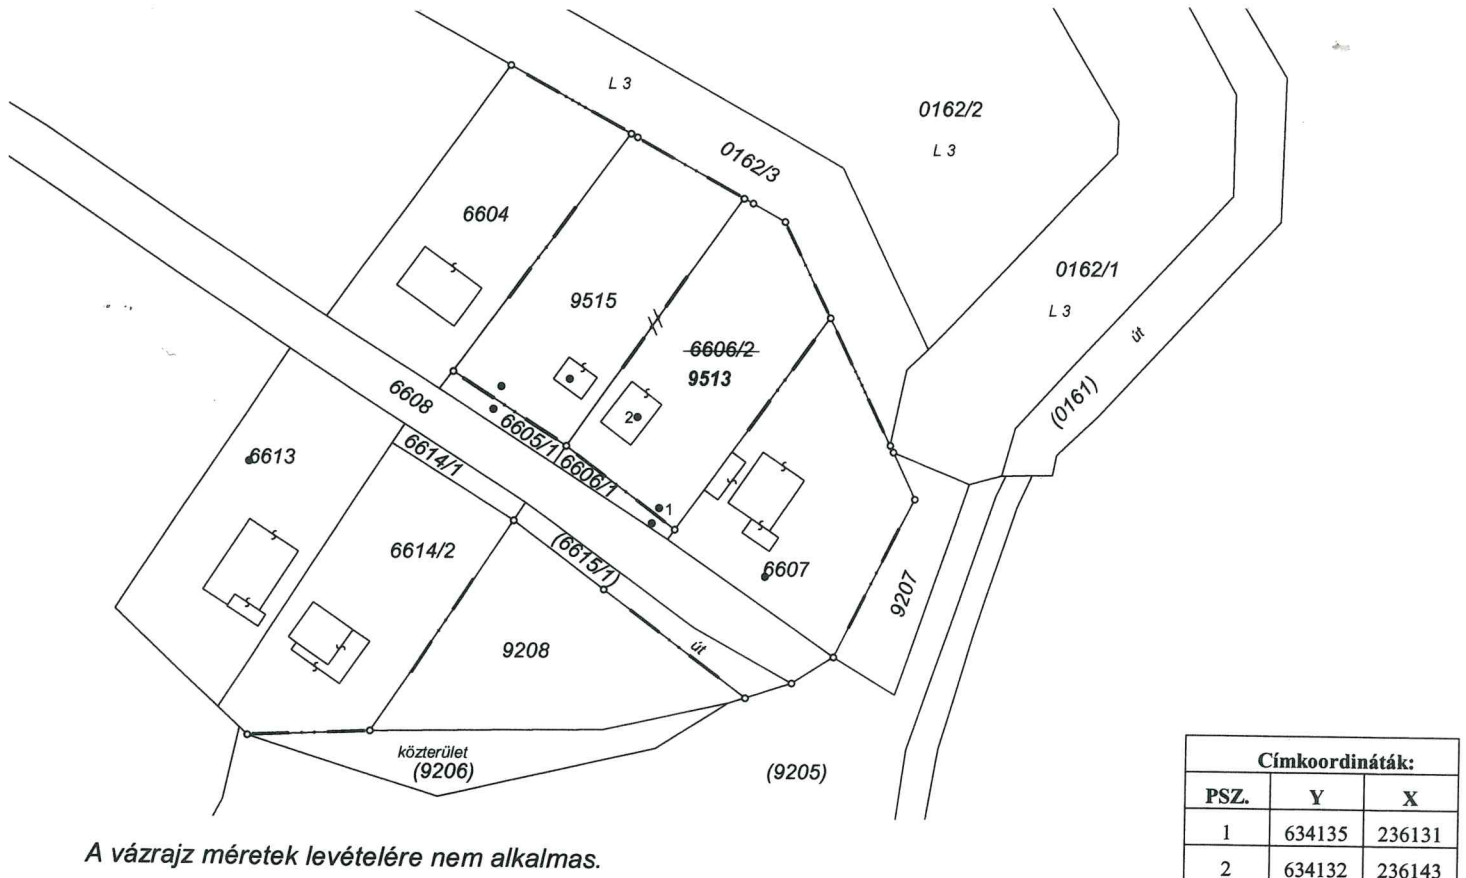 L 3
0162/2
L 3
0162/3
6604
0162/1
L 3
9515
út
6606/2
9513
(0161)
6608
2
6605/1
6614/1
6613
6606/1
1
6614/2
(6615/1)
6607
9207
9208
út
közterület
(9206)
(9205)
Címkoordináták:
PSZ. Y X
1 634135 236131
2 634132 236143
A vázrajz méretek levételére nem alkalmas.